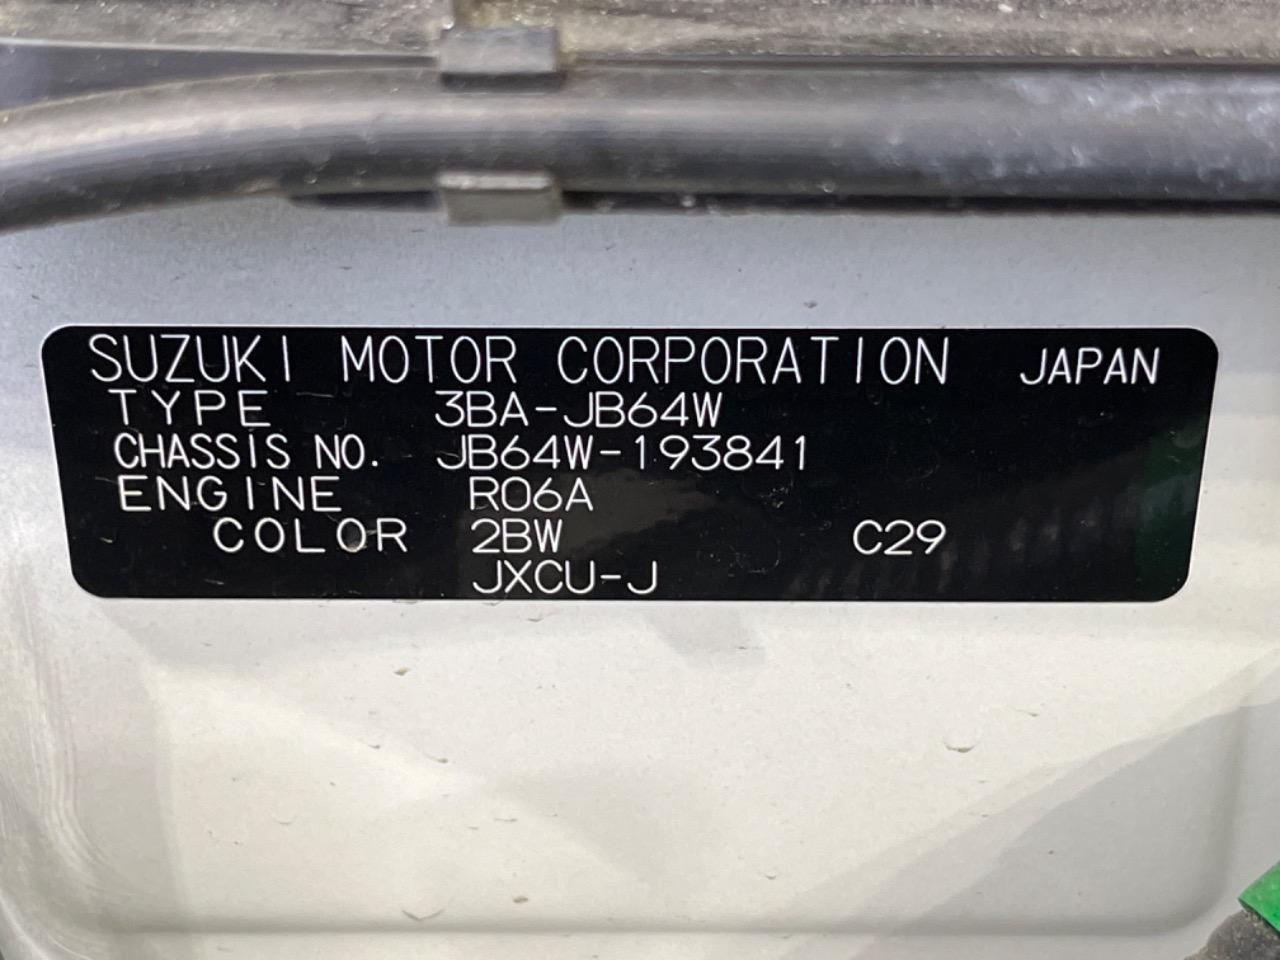 SUZUKI MOTOR CORPORATION JAPAN
TYPE 3BA-JB64W
CHASSIS NO. JB64W-193841
ENGINE R06A
COLOR 2BW C29
JXCU-J